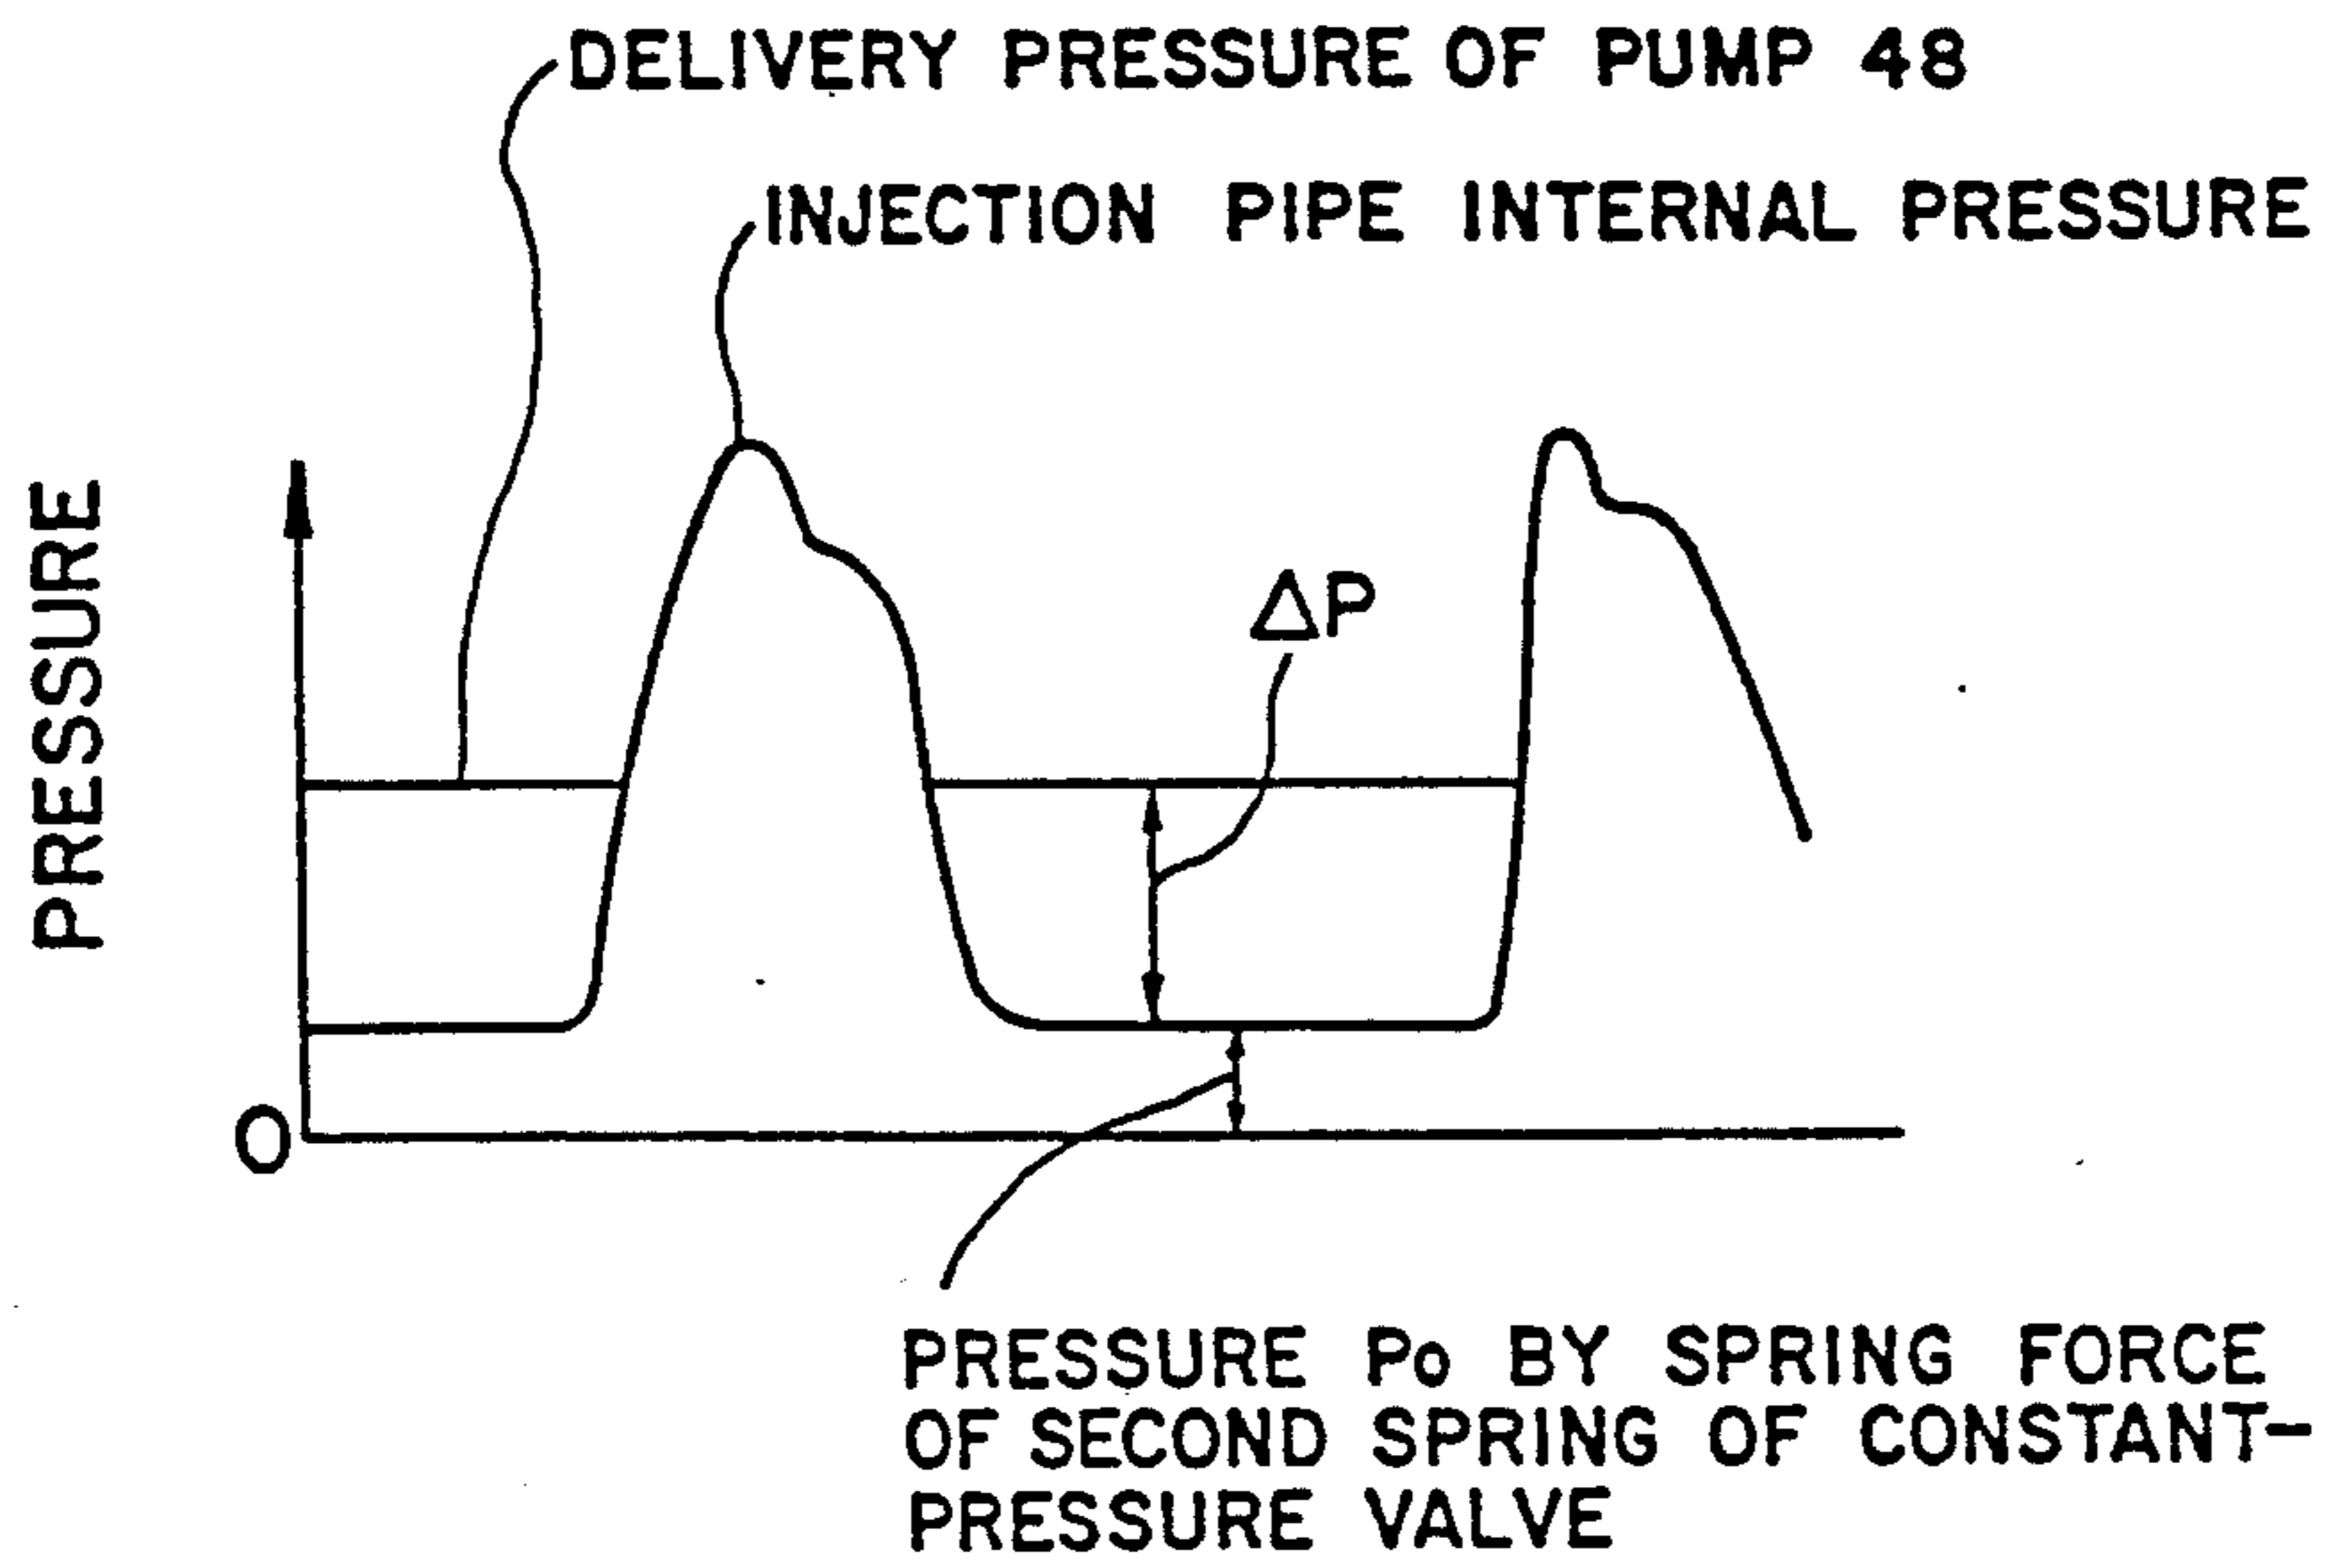 DELIVERY PRESSURE OF PUMP 48
INJECTION PIPE INTERNAL PRESSURE
PRESSURE
ΔP
O
PRESSURE Po BY SPRING FORCE
OF SECOND SPRING OF CONSTANT-
PRESSURE VALVE